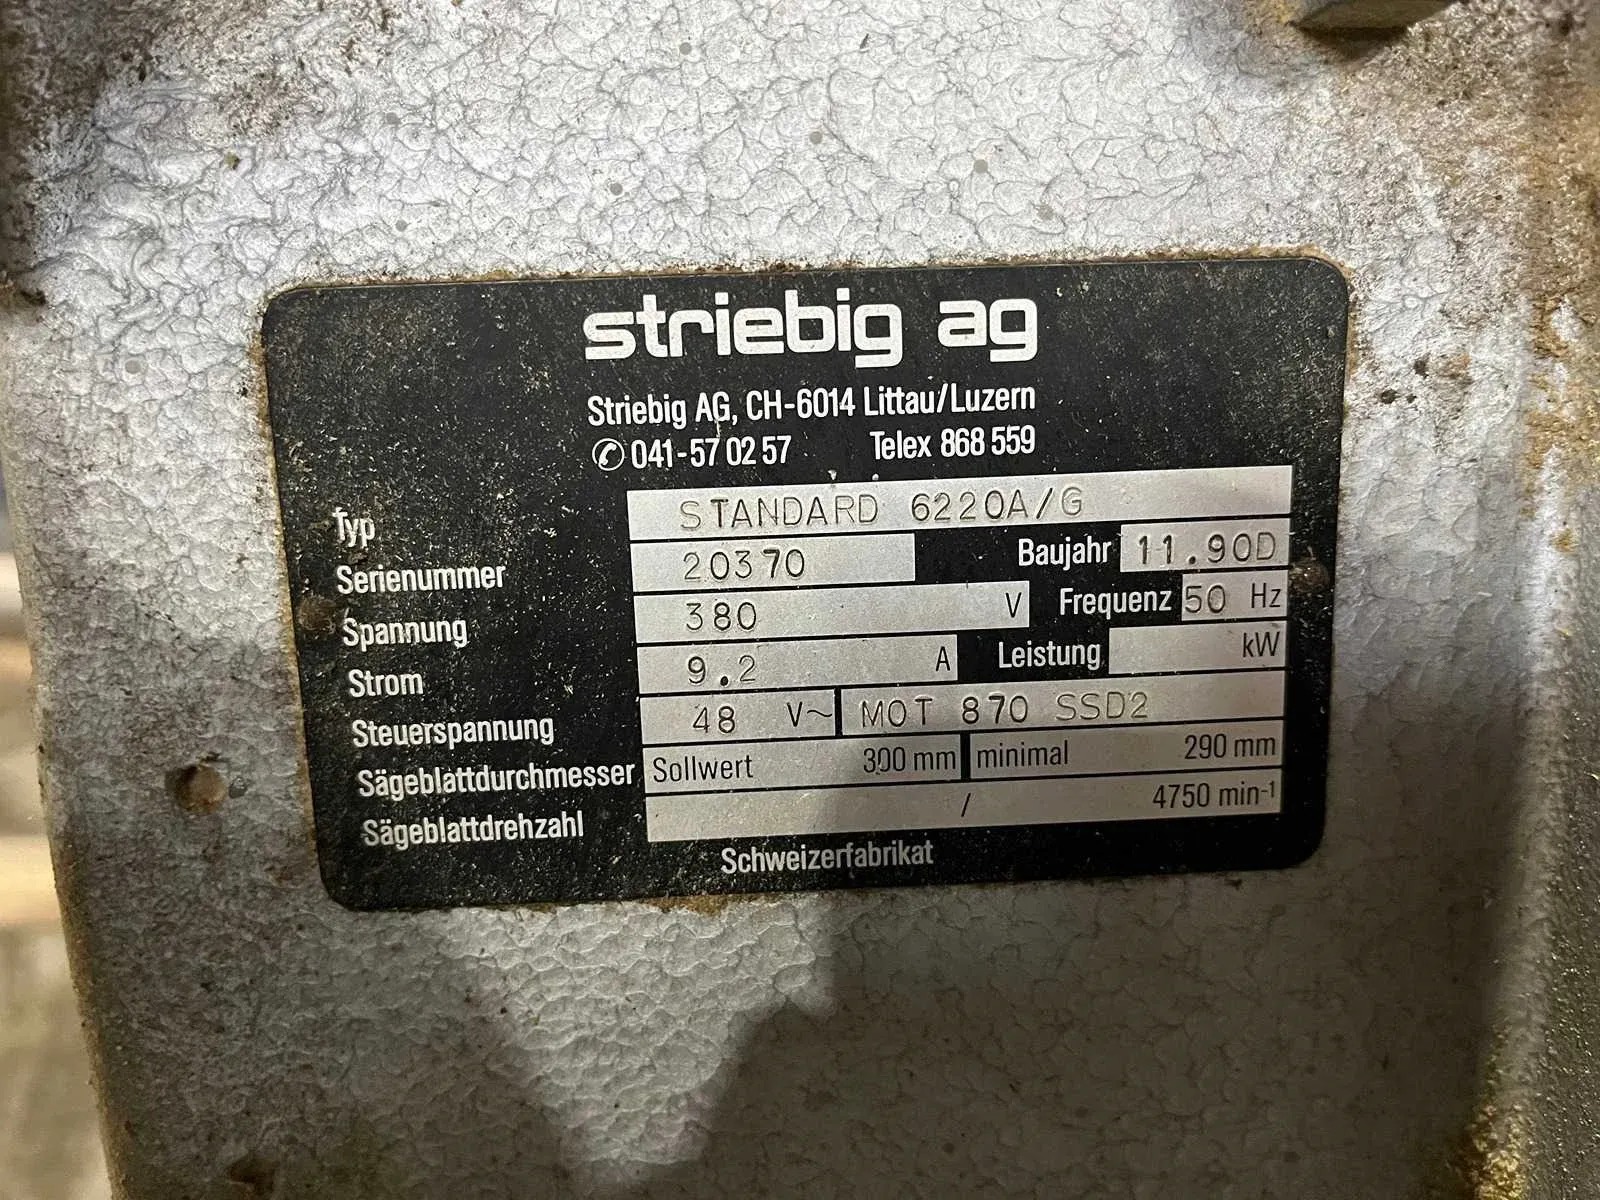 striebig ag
Striebig AG, CH-6014 Littau/Luzern
✆ 041-57 02 57 Telex 868 559
Typ STANDARD 6220A/G
Serienummer 20370 Baujahr 11.90D
Spannung 380 V Frequenz 50 Hz
Strom 9.2 A Leistung kW
Steuerspannung 48 V~ MOT 870 SSD2
Sägeblattdurchmesser Sollwert 300 mm minimal 290 mm
Sägeblattdrehzahl / 4750 min⁻¹
Schweizerfabrikat